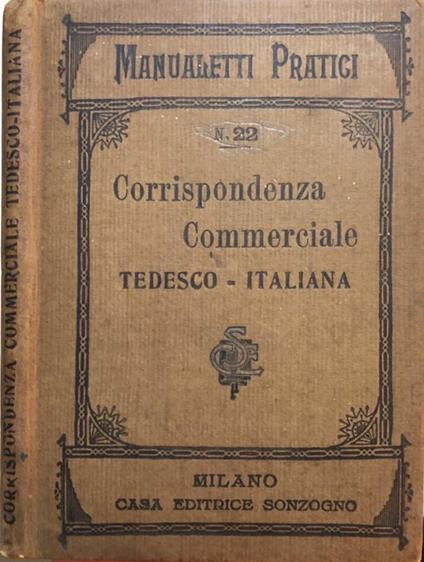 CORRISPONDENZA COMMERCIALE TEDESCO-ITALIANA
MANUALETTI PRATICI
N. 22
Corrispondenza
Commerciale
TEDESCO - ITALIANA
MILANO
CASA EDITRICE SONZOGNO